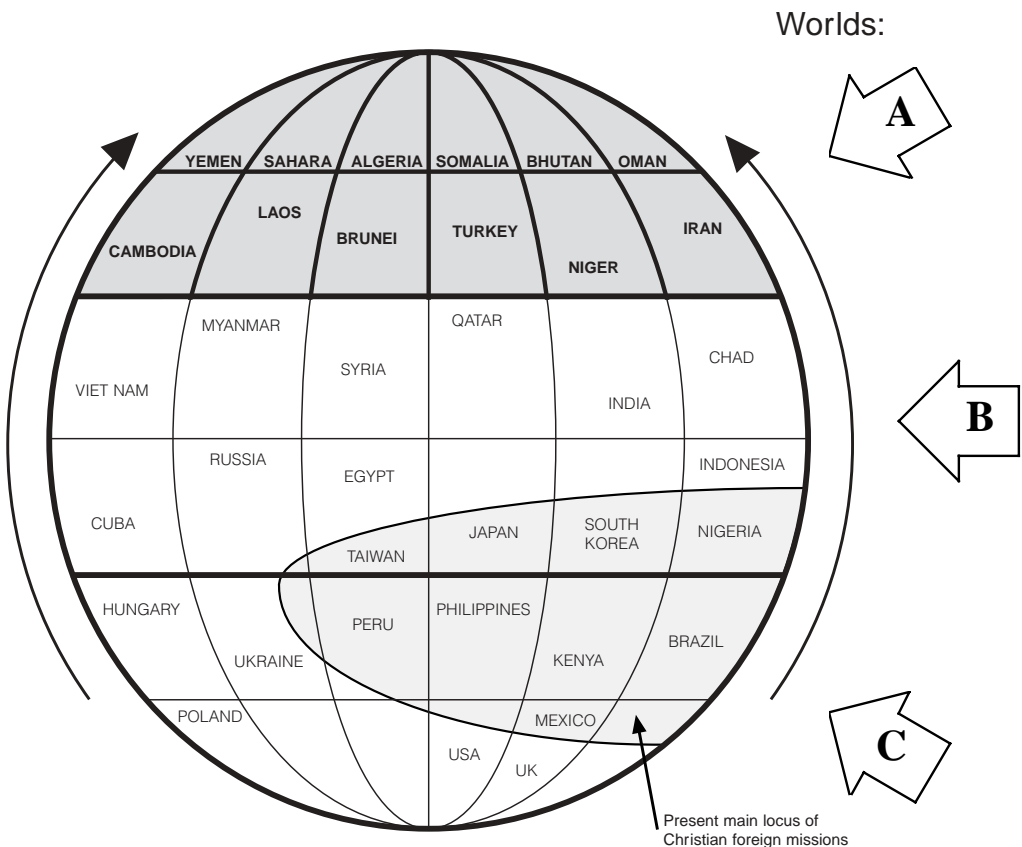 Worlds:
A
YEMEN SAHARA ALGERIA SOMALIA BHUTAN OMAN
LAOS
IRAN
TURKEY
BRUNEI
CAMBODIA
NIGER
MYANMAR
QATAR
CHAD
SYRIA
VIET NAM
INDIA
B
RUSSIA
INDONESIA
EGYPT
CUBA
JAPAN
SOUTH
KOREA
NIGERIA
TAIWAN
HUNGARY
PHILIPPINES
PERU
BRAZIL
UKRAINE
KENYA
POLAND
MEXICO
C
USA
UK
Present main locus of
Christian foreign missions